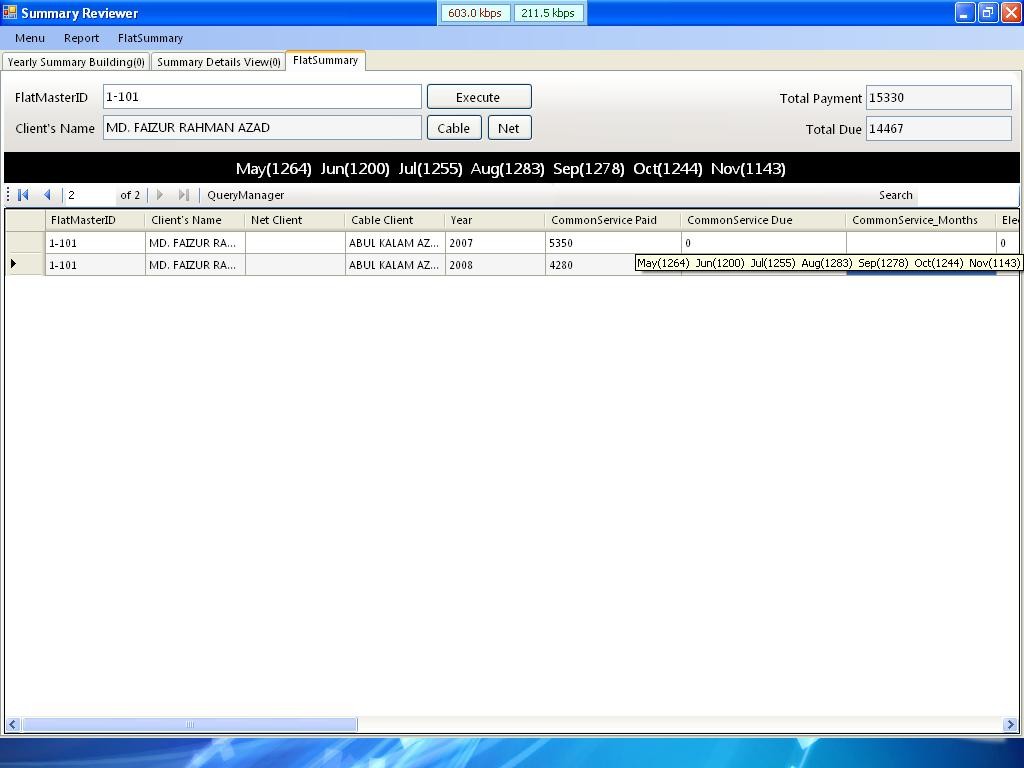 Summary Reviewer 603.0 kbps 211.5 kbps
Menu Report FlatSummary
Yearly Summary Building(0) Summary Details View(0) FlatSummary
FlatMasterID 1-101 Execute Total Payment 15330
Client's Name MD. FAIZUR RAHMAN AZAD Cable Net Total Due 14467
May(1264) Jun(1200) Jul(1255) Aug(1283) Sep(1278) Oct(1244) Nov(1143)
2 of 2 QueryManager Search
FlatMasterID Client's Name Net Client Cable Client Year CommonService Paid CommonService Due CommonService_Months Elec
1-101 MD. FAIZUR RA... ABUL KALAM AZ... 2007 5350 0 0
1-101 MD. FAIZUR RA... ABUL KALAM AZ... 2008 4280 May(1264) Jun(1200) Jul(1255) Aug(1283) Sep(1278) Oct(1244) Nov(1143)